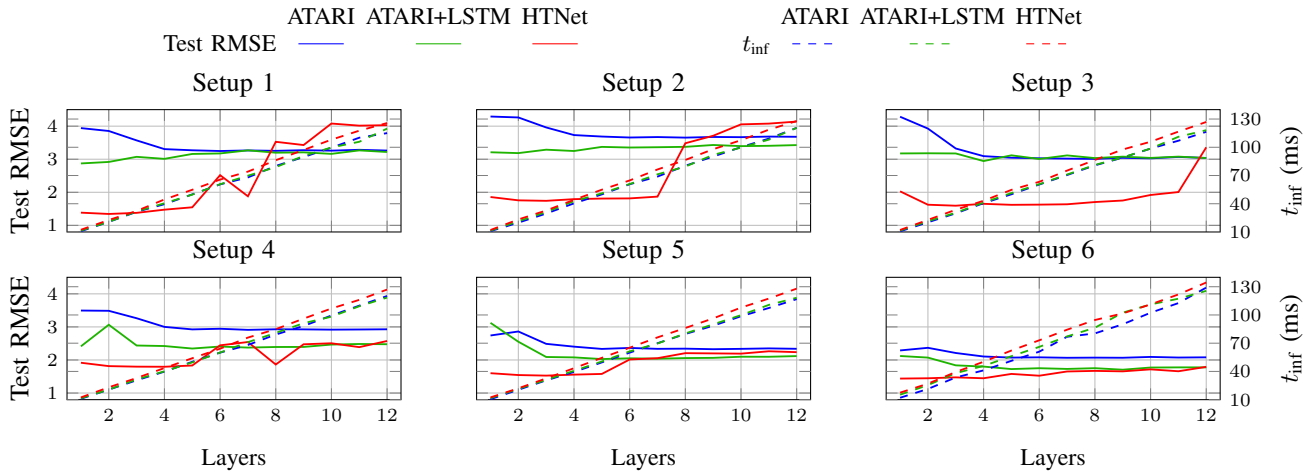 ATARI ATARI+LSTM HTNet ATARI ATARI+LSTM HTNet
Test RMSE t_inf
Setup 1 Setup 2 Setup 3
Test RMSE
4
3
2
1
130
100
70
40
10
t_inf (ms)
Setup 4 Setup 5 Setup 6
Test RMSE
4
3
2
1
130
100
70
40
10
t_inf (ms)
2 4 6 8 10 12 2 4 6 8 10 12 2 4 6 8 10 12
Layers Layers Layers